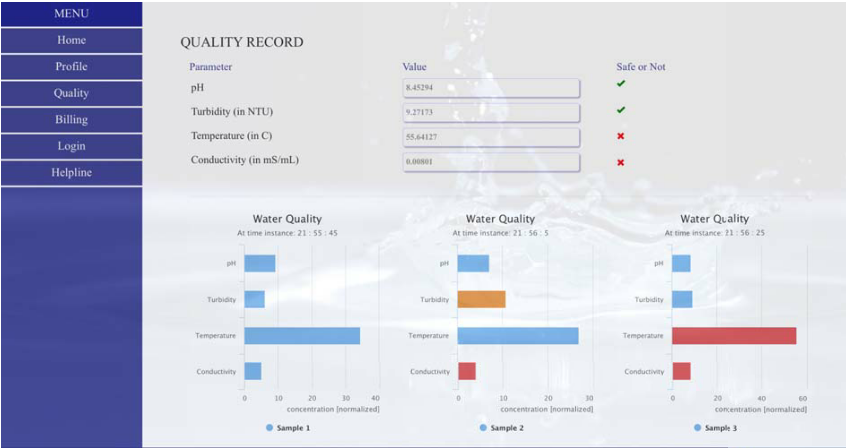 MENU
Home
Profile
Quality
Billing
Login
Helpline
QUALITY RECORD
Parameter Value Safe or Not
pH 8.45294
Turbidity (in NTU) 9.27173
Temperature (in C) 55.64127
Conductivity (in mS/mL) 0.00801
Water Quality
At time instance: 21 : 55 : 45
pH
Turbidity
Temperature
Conductivity
0 10 20 30 40
concentration [normalized]
Sample 1
Water Quality
At time instance: 21 : 56 : 5
pH
Turbidity
Temperature
Conductivity
0 10 20 30
concentration [normalized]
Sample 2
Water Quality
At time instance: 21 : 56 : 25
pH
Turbidity
Temperature
Conductivity
0 20 40 60
concentration [normalized]
Sample 3